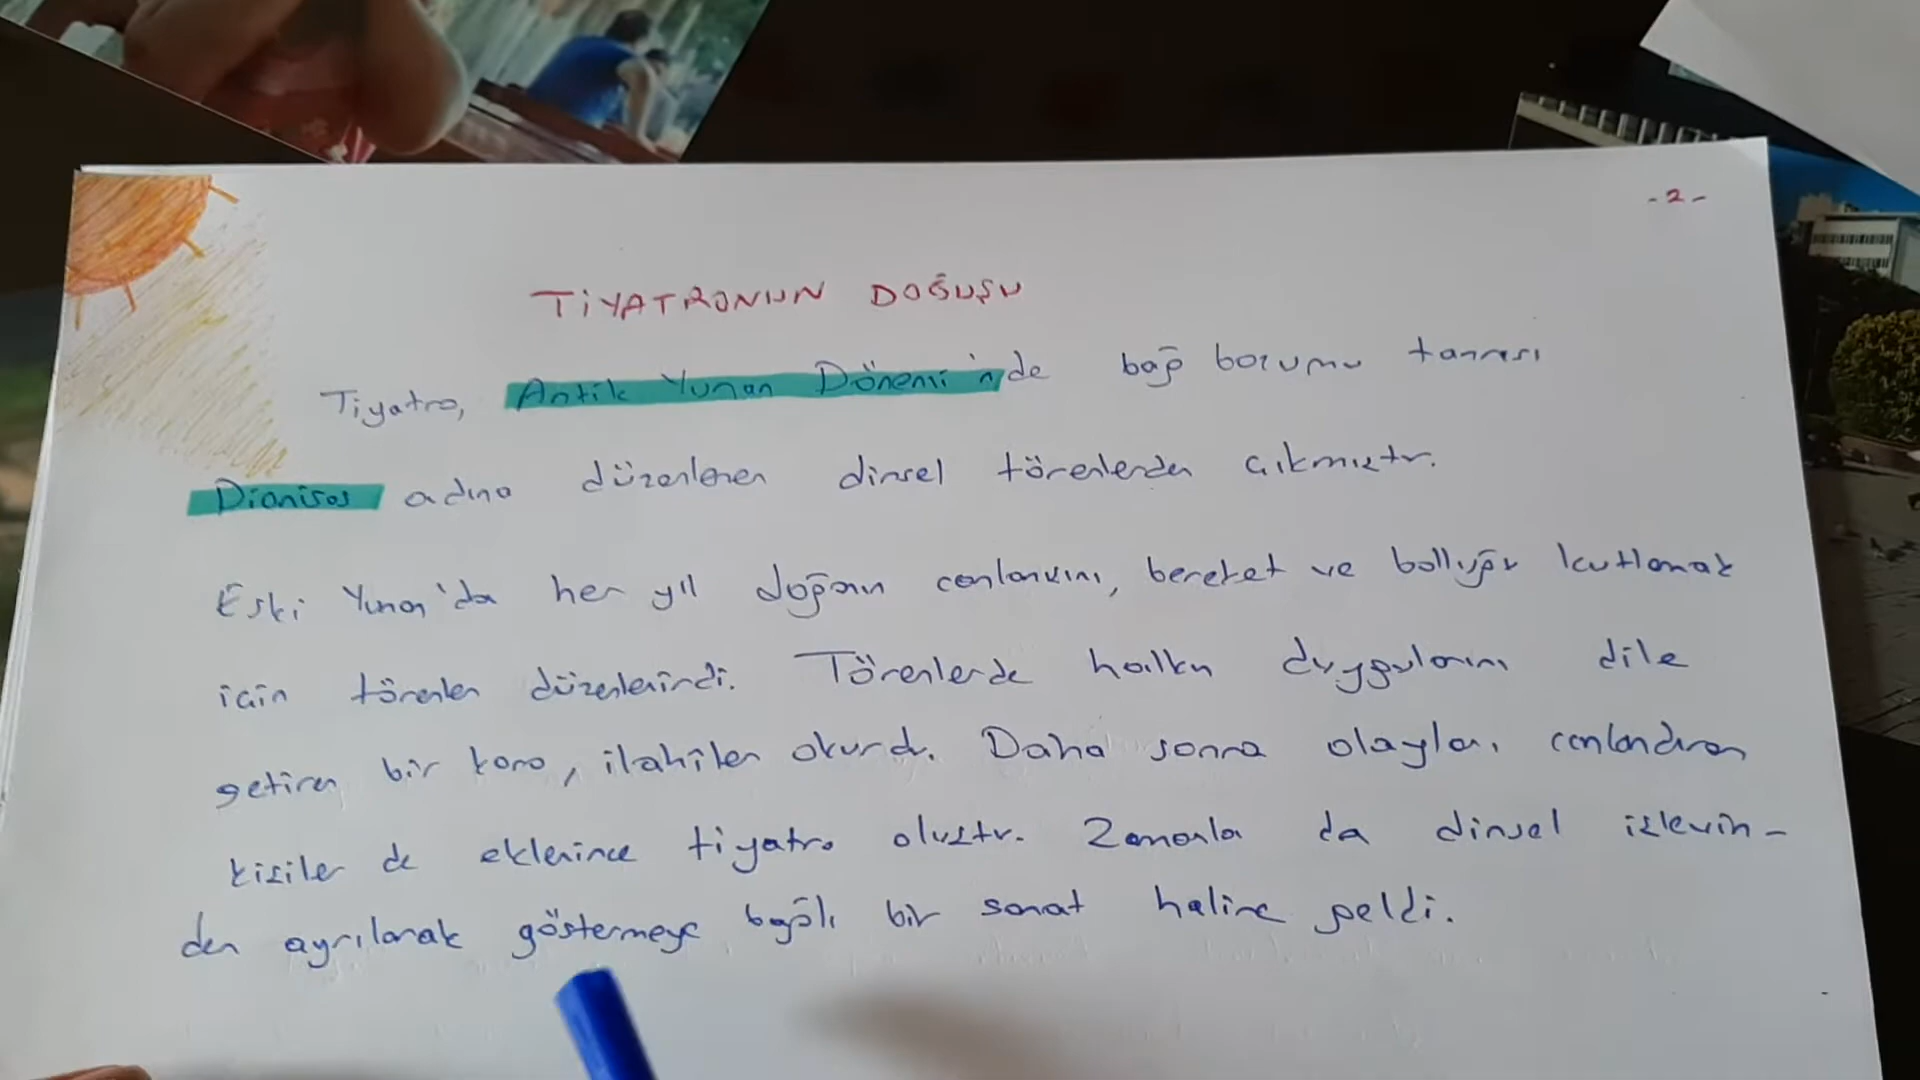 -2-
TİYATRONUN DOĞUŞU
Tiyatro, Antik Yunan Dönemi'nde bağ bozumu tanrısı
Dionisos adına düzenlenen dinsel törenlerden çıkmıştır.
Eski Yunan'da her yıl doğanın canlanışını, bereket ve bolluğu kutlamak
için törenler düzenlenirdi. Törenlerde halkın duygularını dile
getiren bir koro, ilahiler okurdu. Daha sonra olayları canlandıran
kişiler de eklenince tiyatro oluştu. Zamanla da dinsel işlevin-
den ayrılarak göstermeye bağlı bir sanat haline geldi.